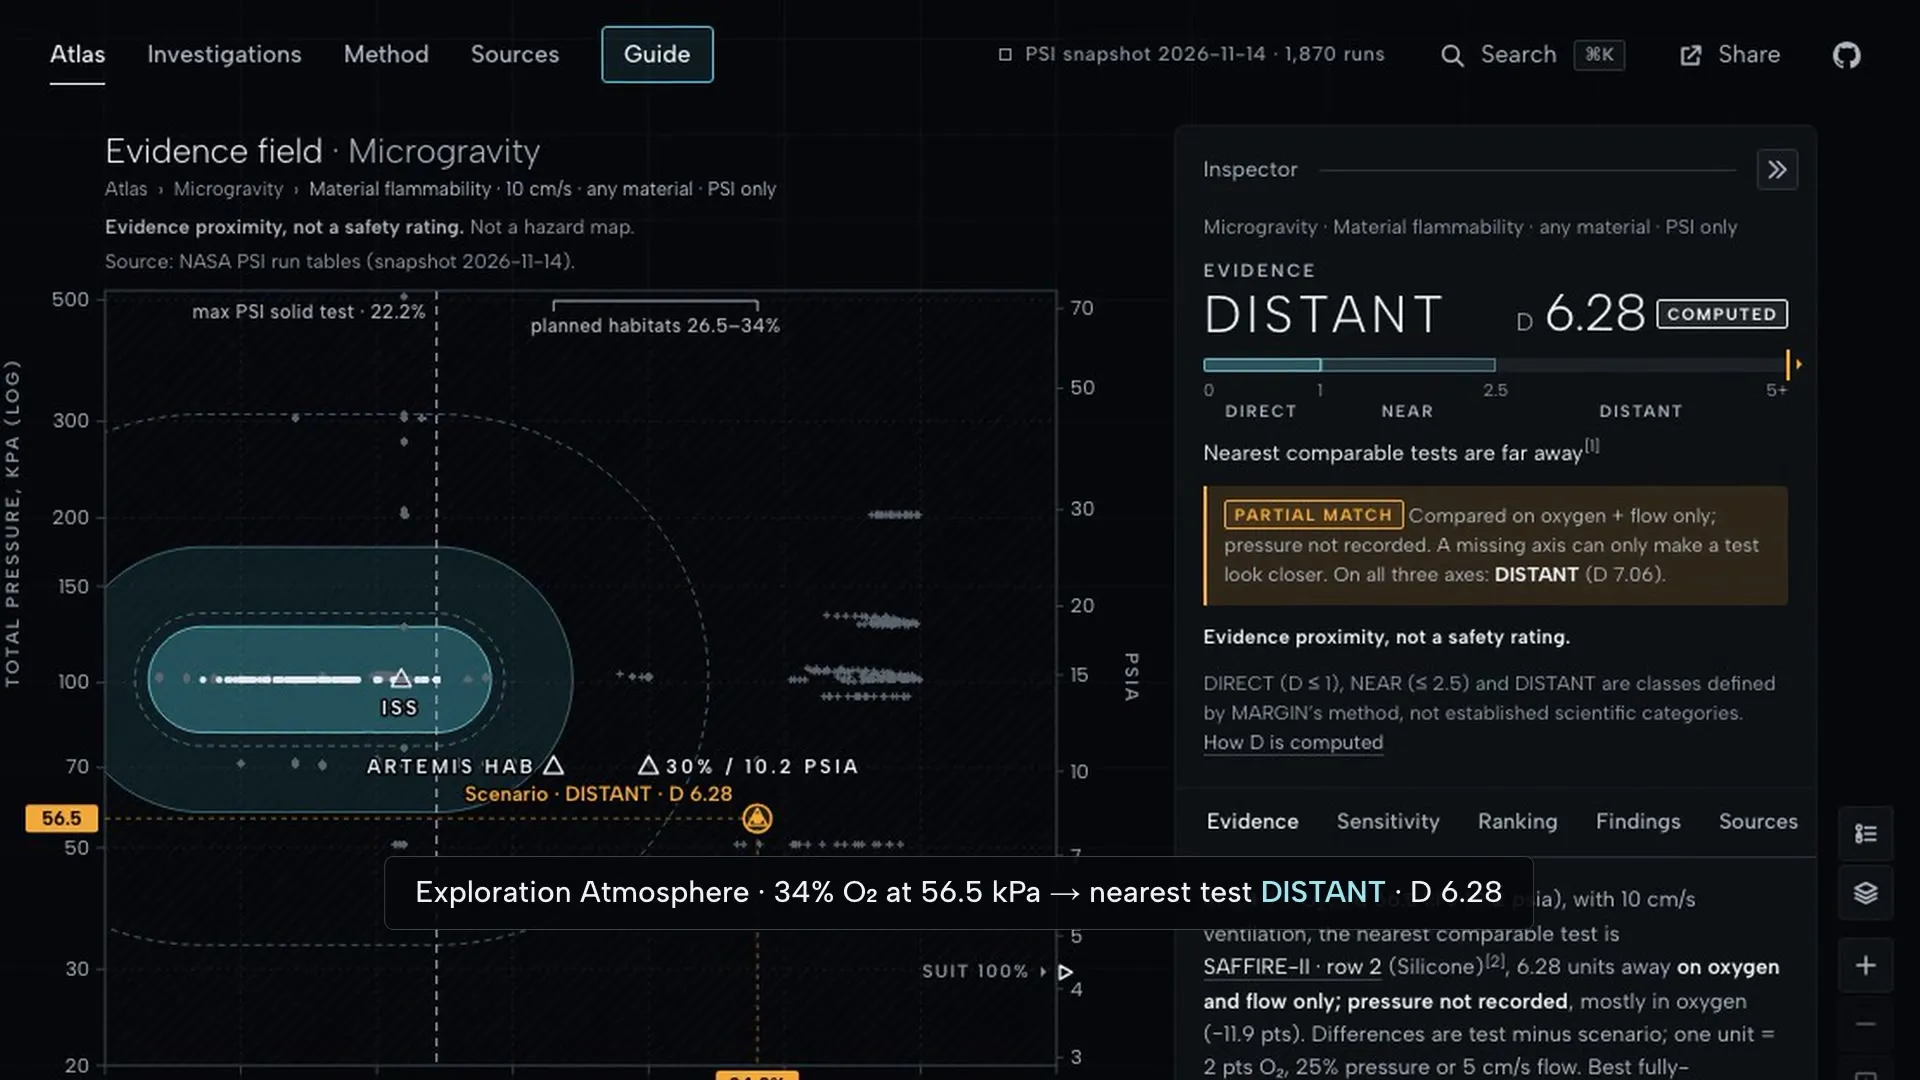 Atlas
Investigations
Method
Sources
Guide
PSI snapshot 2026-11-14 · 1,870 runs
Search
⌘K
Share
Evidence field · Microgravity
Atlas › Microgravity › Material flammability · 10 cm/s · any material · PSI only
Evidence proximity, not a safety rating. Not a hazard map.
Source: NASA PSI run tables (snapshot 2026-11-14).
TOTAL PRESSURE, KPA (LOG)
500
300
200
150
100
70
56.5
50
30
20
max PSI solid test · 22.2%
planned habitats 26.5–34%
ISS
ARTEMIS HAB
30% / 10.2 PSIA
Scenario · DISTANT · D 6.28
SUIT 100%
70
50
30
20
15
10
5
4
3
PSIA
Exploration Atmosphere · 34% O₂ at 56.5 kPa → nearest test DISTANT · D 6.28
Inspector
Microgravity · Material flammability · any material · PSI only
EVIDENCE
DISTANT
D 6.28 COMPUTED
0 1 2.5 5+
DIRECT NEAR DISTANT
Nearest comparable tests are far away[1]
PARTIAL MATCH Compared on oxygen + flow only;
pressure not recorded. A missing axis can only make a test
look closer. On all three axes: DISTANT (D 7.06).
Evidence proximity, not a safety rating.
DIRECT (D ≤ 1), NEAR (≤ 2.5) and DISTANT are classes defined
by MARGIN's method, not established scientific categories.
How D is computed
Evidence
Sensitivity
Ranking
Findings
Sources
with 10 cm/s
ventilation, the nearest comparable test is
SAFFIRE-II · row 2 (Silicone)[2], 6.28 units away on oxygen
and flow only; pressure not recorded, mostly in oxygen
(−11.9 pts). Differences are test minus scenario; one unit =
2 pts O₂, 25% pressure or 5 cm/s flow. Best fully-